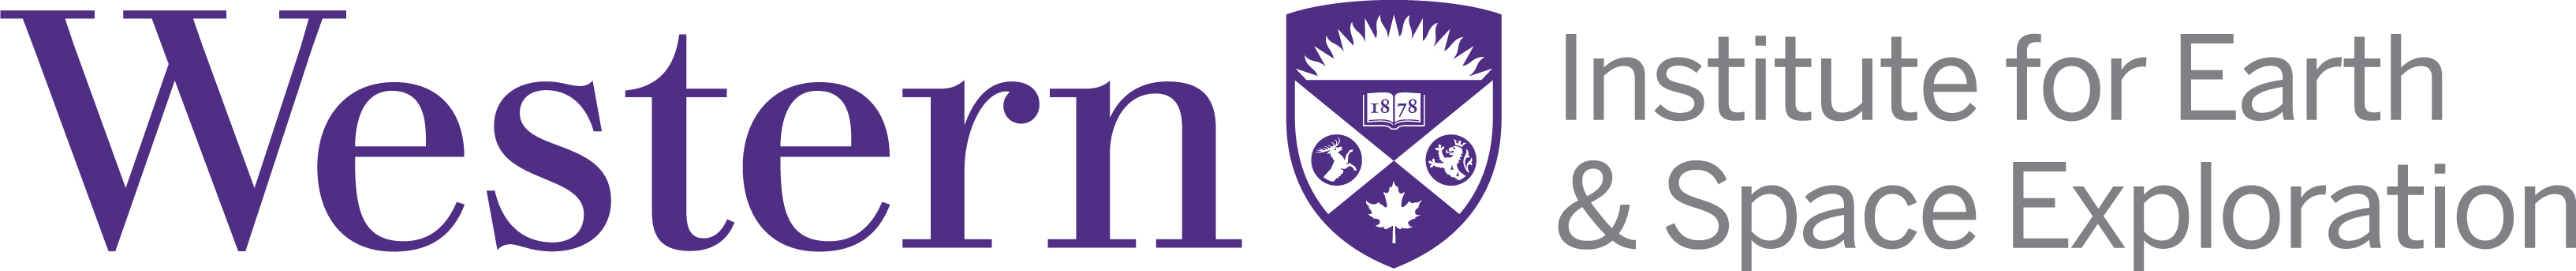 Western
1878
Institute for Earth
& Space Exploration